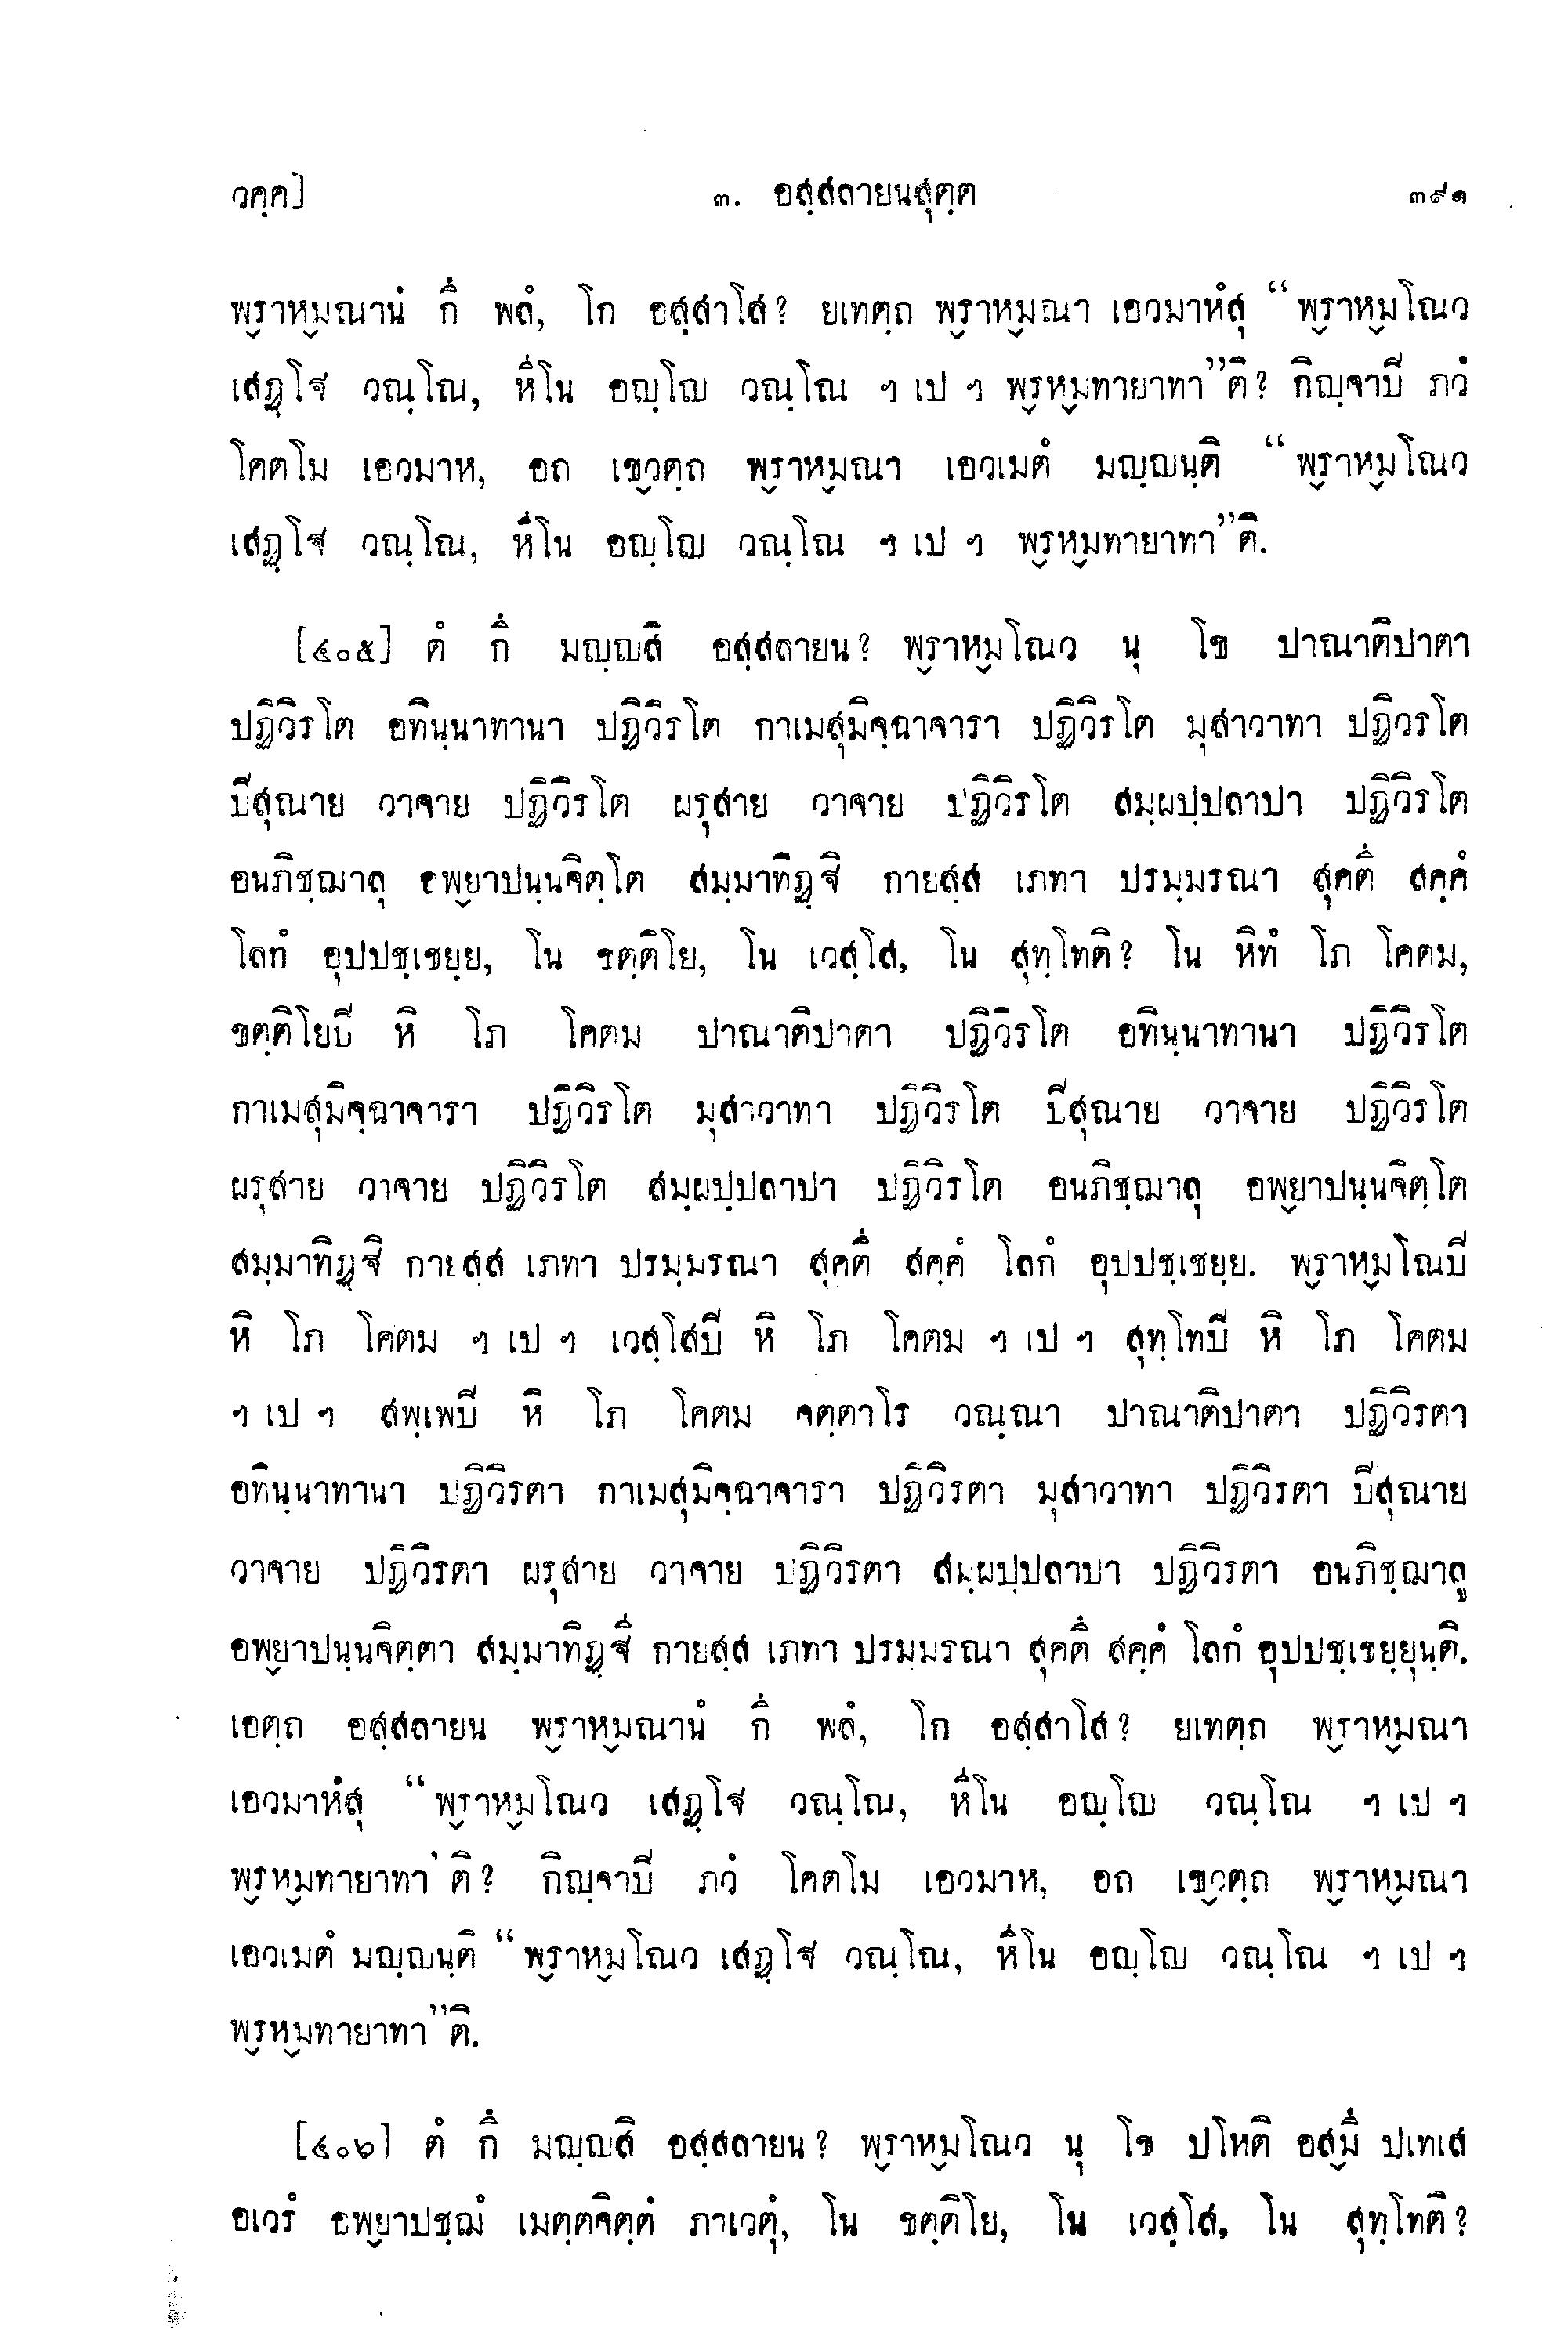 วคฺค] ๓. อสฺสลายนสุตฺต ๓๙๑
พฺราหฺมณานํ กึ พลํ, โก อสฺสาโส? ยเทตฺถ พฺราหฺมณา เอวมาหํสุ “พฺราหฺมโณว
เสฏฺโฐ วณฺโณ, หีโน อญฺโญ วณฺโณ ฯ เป ฯ พฺรหฺมทายาทา”ติ? กิญฺจาปิ ภวํ
โคตโม เอวมาห, อถ เขฺวตฺถ พฺราหฺมณา เอวเมตํ มญฺญนฺติ “พฺราหฺมโณว
เสฏฺโฐ วณฺโณ, หีโน อญฺโญ วณฺโณ ฯ เป ฯ พฺรหฺมทายาทา”ติ.
[๔๐๕] ตํ กึ มญฺญสิ อสฺสลายน? พฺราหฺมโณว นุ โข ปาณาติปาตา
ปฏิวิรโต อทินฺนาทานา ปฏิวิรโต กาเมสุมิจฺฉาจารา ปฏิวิรโต มุสาวาทา ปฏิวิรโต
ปิสุณาย วาจาย ปฏิวิรโต ผรุสาย วาจาย ปฏิวิรโต สมฺผปฺปลาปา ปฏิวิรโต
อนภิชฺฌาลุ อพฺยาปนฺนจิตฺโต สมฺมาทิฏฺฐิ กายสฺส เภทา ปรมฺมรณา สุคตึ สคฺคํ
โลกํ อุปปชฺเชยฺย, โน ขตฺติโย, โน เวสฺโส, โน สุทฺโทติ? โน หิทํ โภ โคตม,
ขตฺติโยปิ หิ โภ โคตม ปาณาติปาตา ปฏิวิรโต อทินฺนาทานา ปฏิวิรโต
กาเมสุมิจฺฉาจารา ปฏิวิรโต มุสาวาทา ปฏิวิรโต ปิสุณาย วาจาย ปฏิวิรโต
ผรุสาย วาจาย ปฏิวิรโต สมฺผปฺปลาปา ปฏิวิรโต อนภิชฺฌาลุ อพฺยาปนฺนจิตฺโต
สมฺมาทิฏฺฐิ กายสฺส เภทา ปรมฺมรณา สุคตึ สคฺคํ โลกํ อุปปชฺเชยฺย. พฺราหฺมโณปิ
หิ โภ โคตม ฯ เป ฯ เวสฺโสปิ หิ โภ โคตม ฯ เป ฯ สุทฺโทปิ หิ โภ โคตม
ฯ เป ฯ สพฺเพปิ หิ โภ โคตม จตฺตาโร วณฺณา ปาณาติปาตา ปฏิวิรตา
อทินฺนาทานา ปฏิวิรตา กาเมสุมิจฺฉาจารา ปฏิวิรตา มุสาวาทา ปฏิวิรตา ปิสุณาย
วาจาย ปฏิวิรตา ผรุสาย วาจาย ปฏิวิรตา สมฺผปฺปลาปา ปฏิวิรตา อนภิชฺฌาลู
อพฺยาปนฺนจิตฺตา สมฺมาทิฏฺฐี กายสฺส เภทา ปรมฺมรณา สุคตึ สคฺคํ โลกํ อุปปชฺเชยฺยุนฺติ.
เอตฺถ อสฺสลายน พฺราหฺมณานํ กึ พลํ, โก อสฺสาโส? ยเทตฺถ พฺราหฺมณา
เอวมาหํสุ “พฺราหฺมโณว เสฏฺโฐ วณฺโณ, หีโน อญฺโญ วณฺโณ ฯ เป ฯ
พฺรหฺมทายาทา”ติ? กิญฺจาปิ ภวํ โคตโม เอวมาห, อถ เขฺวตฺถ พฺราหฺมณา
เอวเมตํ มญฺญนฺติ “พฺราหฺมโณว เสฏฺโฐ วณฺโณ, หีโน อญฺโญ วณฺโณ ฯ เป ฯ
พฺรหฺมทายาทา”ติ.
[๔๐๖] ตํ กึ มญฺญสิ อสฺสลายน? พฺราหฺมโณว นุ โข ปโหติ อสฺมึ ปเทเส
อเวรํ อพฺยาปชฺฌํ เมตฺตจิตฺตํ ภาเวตุํ, โน ขตฺติโย, โน เวสฺโส, โน สุทฺโทติ?